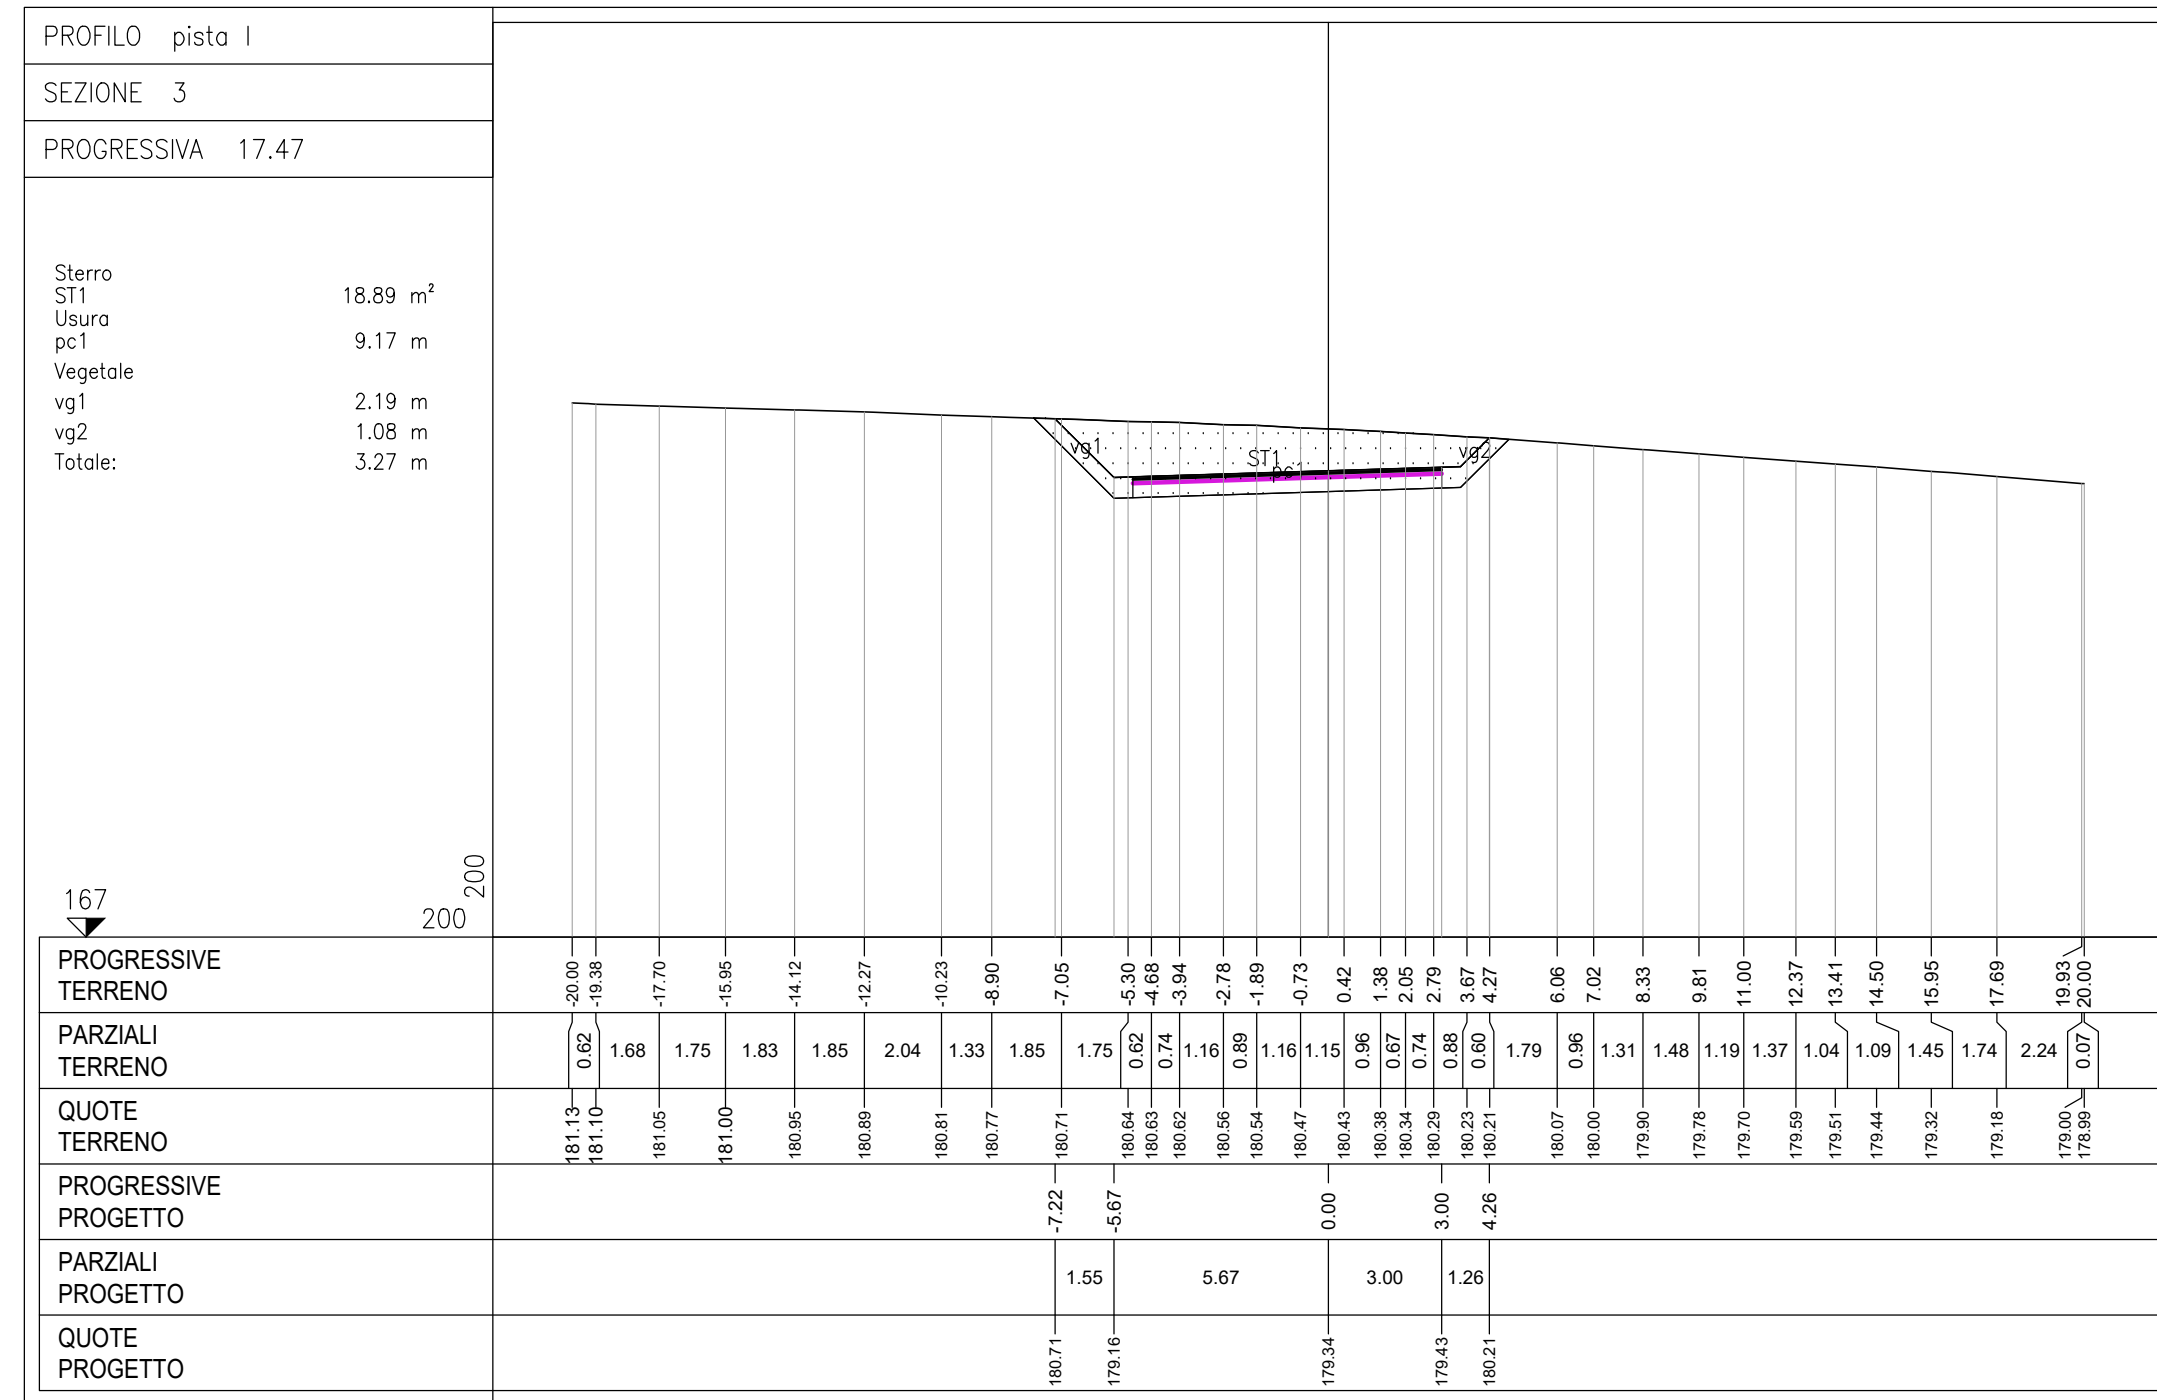 PROFILO pista I
SEZIONE 3
PROGRESSIVA 17.47
Sterro
ST1 18.89 m²
Usura
pc1 9.17 m
Vegetale
vg1 2.19 m
vg2 1.08 m
Totale: 3.27 m
vg1 ST1 pc1 vg2
167
200
200
PROGRESSIVE
TERRENO
-20.00 -19.38 -17.70 -15.95 -14.12 -12.27 -10.23 -8.90 -7.05 -5.30 -4.68 -3.94 -2.78 -1.89 -0.73 0.42 1.38 2.05 2.79 3.67 4.27 6.06 7.02 8.33 9.81 11.00 12.37 13.41 14.50 15.95 17.69 19.93 20.00
PARZIALI
TERRENO
0.62 1.68 1.75 1.83 1.85 2.04 1.33 1.85 1.75 0.62 0.74 1.16 0.89 1.16 1.15 0.96 0.67 0.74 0.88 0.60 1.79 0.96 1.31 1.48 1.19 1.37 1.04 1.09 1.45 1.74 2.24 0.07
QUOTE
TERRENO
181.13 181.10 181.05 181.00 180.95 180.89 180.81 180.77 180.71 180.64 180.63 180.62 180.56 180.54 180.47 180.43 180.38 180.34 180.29 180.23 180.21 180.07 180.00 179.90 179.78 179.70 179.59 179.51 179.44 179.32 179.18 179.00 178.99
PROGRESSIVE
PROGETTO
-7.22 -5.67 0.00 3.00 4.26
PARZIALI
PROGETTO
1.55 5.67 3.00 1.26
QUOTE
PROGETTO
180.71 179.16 179.34 179.43 180.21